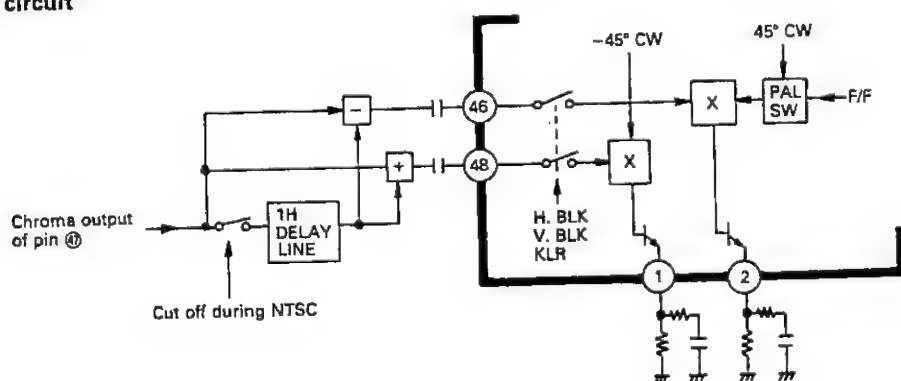 circuit
-45° CW
45° CW
−
46
X
PAL
SW
F/F
+
48
X
Chroma output
of pin ㊼
1H
DELAY
LINE
H. BLK
V. BLK
KLR
Cut off during NTSC
1
2